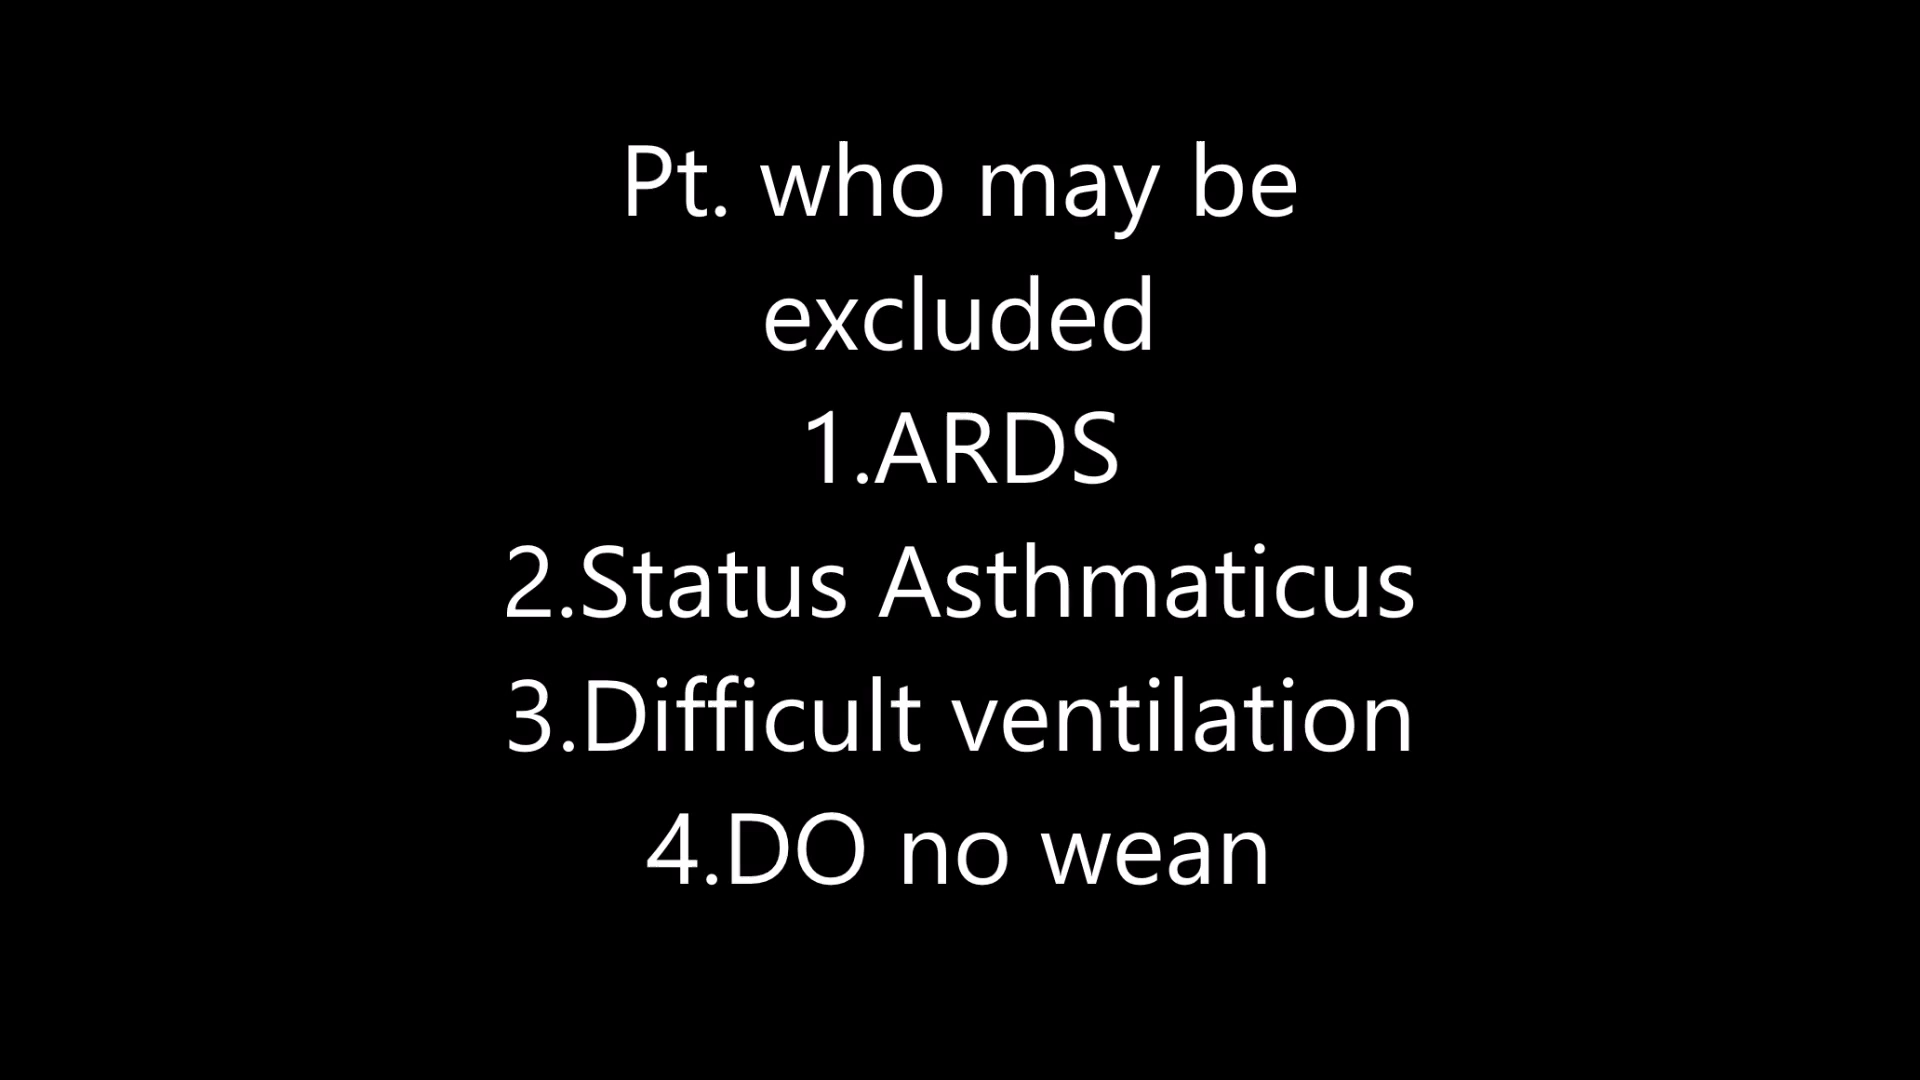 Pt. who may be
excluded
1.ARDS
2.Status Asthmaticus
3.Difficult ventilation
4.DO no wean